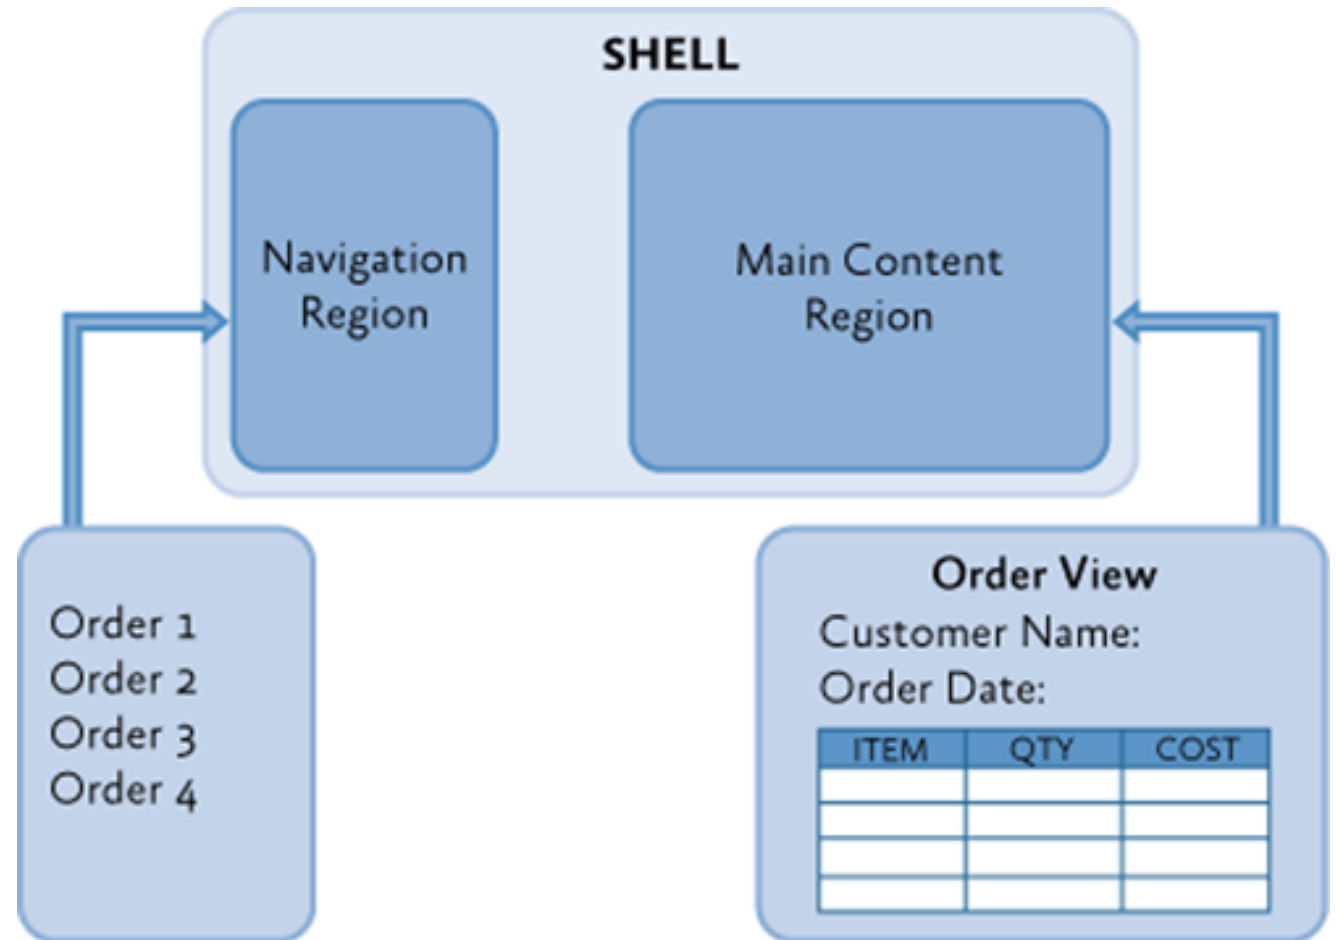 SHELL
Navigation
Region
Main Content
Region
Order 1
Order 2
Order 3
Order 4
Order View
Customer Name:
Order Date:
ITEM QTY COST